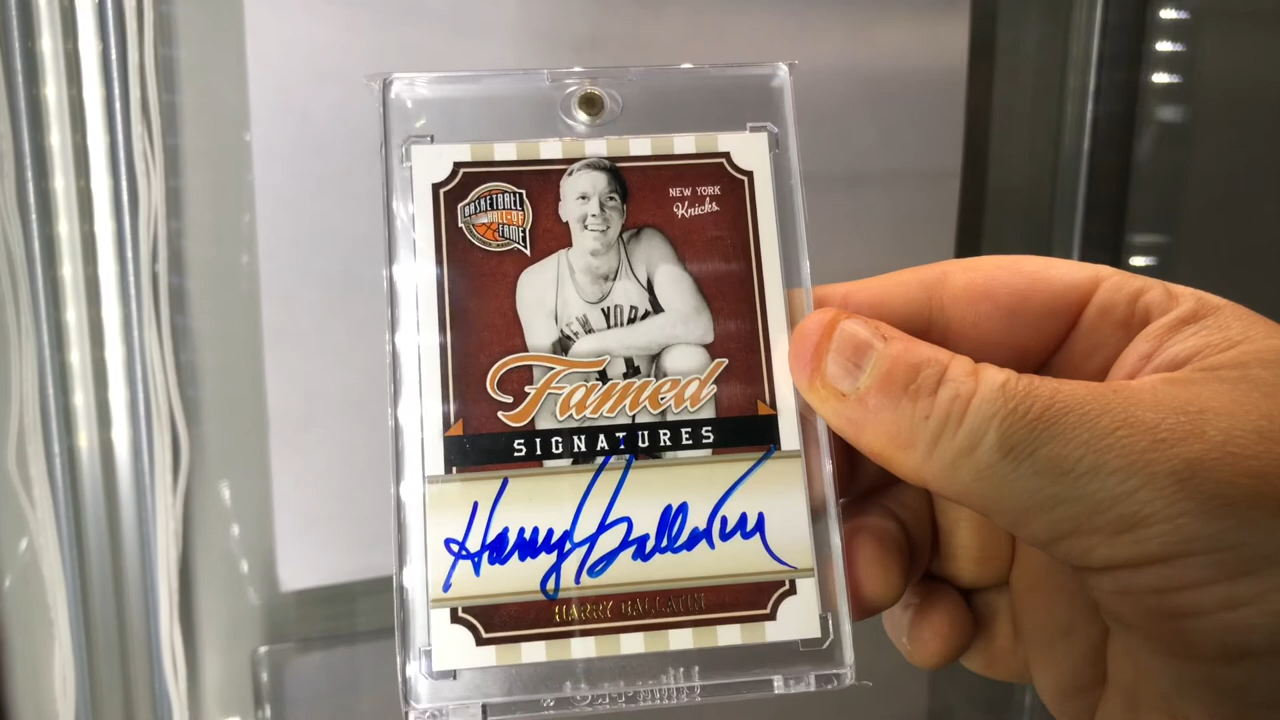 BASKETBALL
HALL-OF
FAME
NEW YORK
Knicks
NEW YORK
Famed
SIGNATURES
Harry Gallatin
HARRY GALLATIN